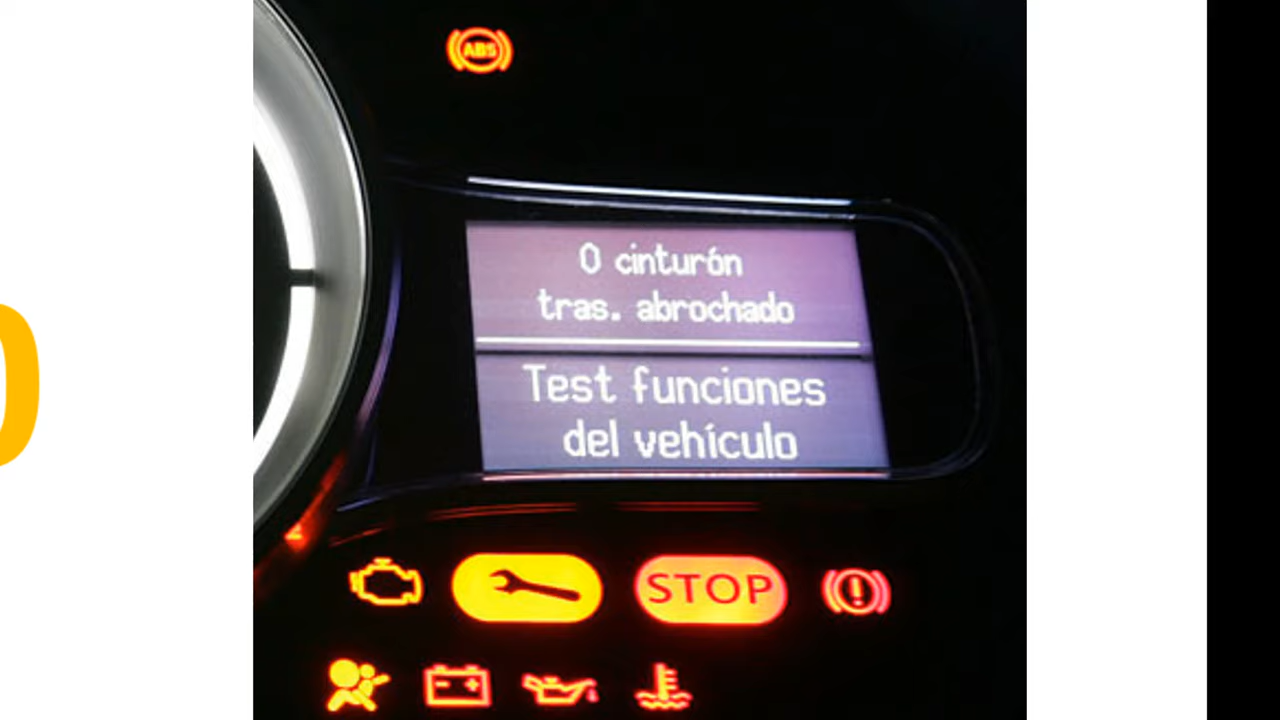 ABS
0 cinturón
tras. abrochado
Test funciones
del vehículo
STOP